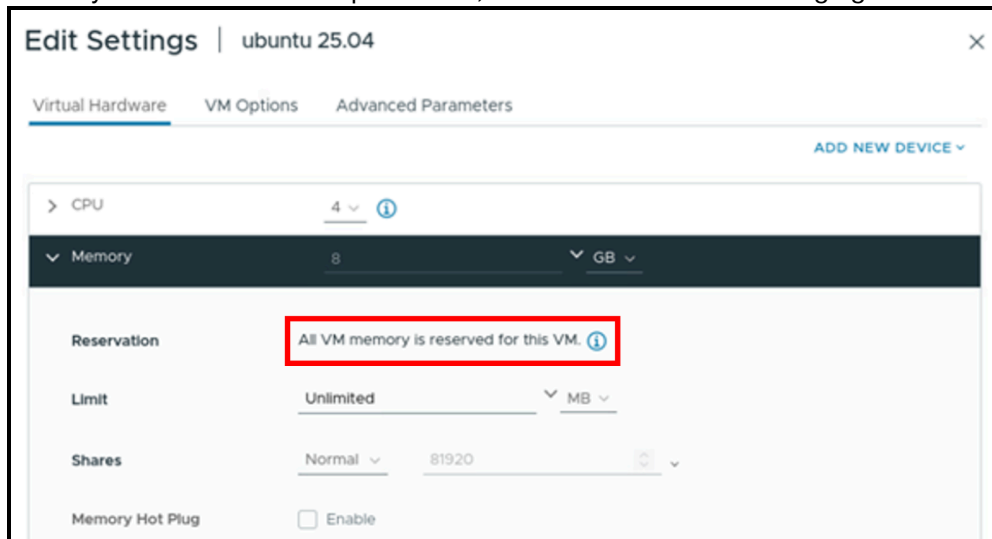 Edit Settings | ubuntu 25.04
Virtual Hardware VM Options Advanced Parameters
ADD NEW DEVICE
CPU 4
Memory 8 GB
Reservation All VM memory is reserved for this VM.
Limit Unlimited MB
Shares Normal 81920
Memory Hot Plug Enable